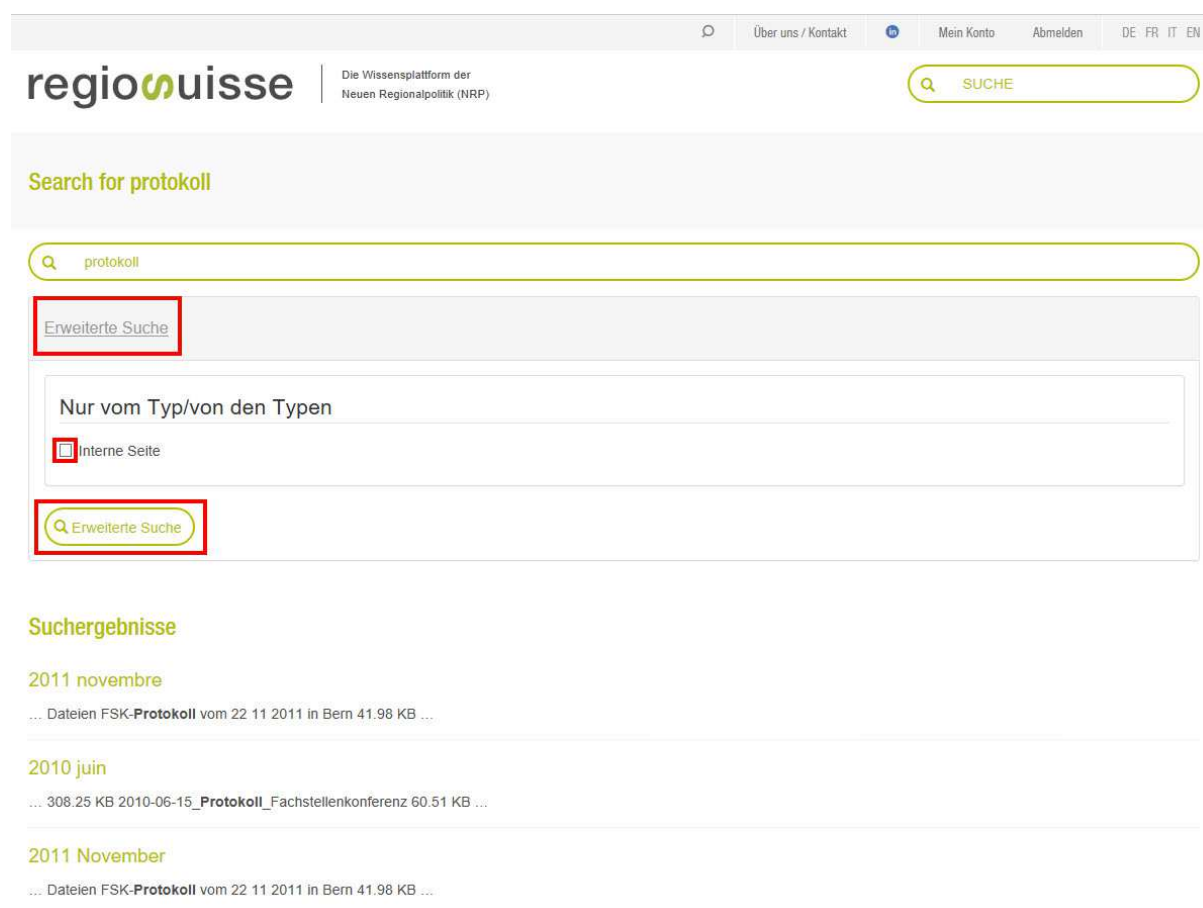 Über uns / Kontakt in Mein Konto Abmelden DE FR IT EN
regiosuisse
Die Wissensplattform der
Neuen Regionalpolitik (NRP)
SUCHE
Search for protokoll
protokoll
Erweiterte Suche
Nur vom Typ/von den Typen
Interne Seite
Erweiterte Suche
Suchergebnisse
2011 novembre
... Dateien FSK-Protokoll vom 22 11 2011 in Bern 41.98 KB ...
2010 juin
... 308.25 KB 2010-06-15_Protokoll_Fachstellenkonferenz 60.51 KB ...
2011 November
... Dateien FSK-Protokoll vom 22 11 2011 in Bern 41.98 KB ...